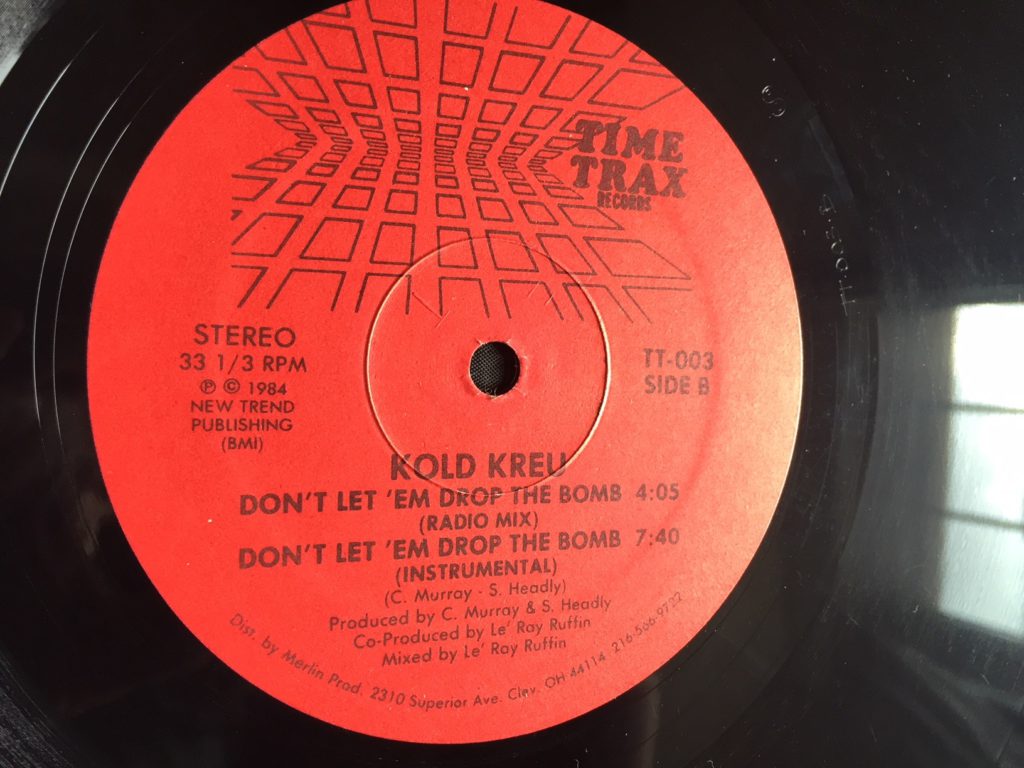 TIME
TRAX
RECORDS
STEREO
33 1/3 RPM
℗ © 1984
NEW TREND
PUBLISHING
(BMI)
TT-003
SIDE B
KOLD KREU
DON'T LET 'EM DROP THE BOMB 4:05
(RADIO MIX)
DON'T LET 'EM DROP THE BOMB 7:40
(INSTRUMENTAL)
(C. Murray - S. Headly)
Produced by C. Murray & S. Headly
Co-Produced by Le' Ray Ruffin
Mixed by Le' Ray Ruffin
Dist. by Merlin Prod. 2310 Superior Ave. Clev. OH 44114 216-566-9722